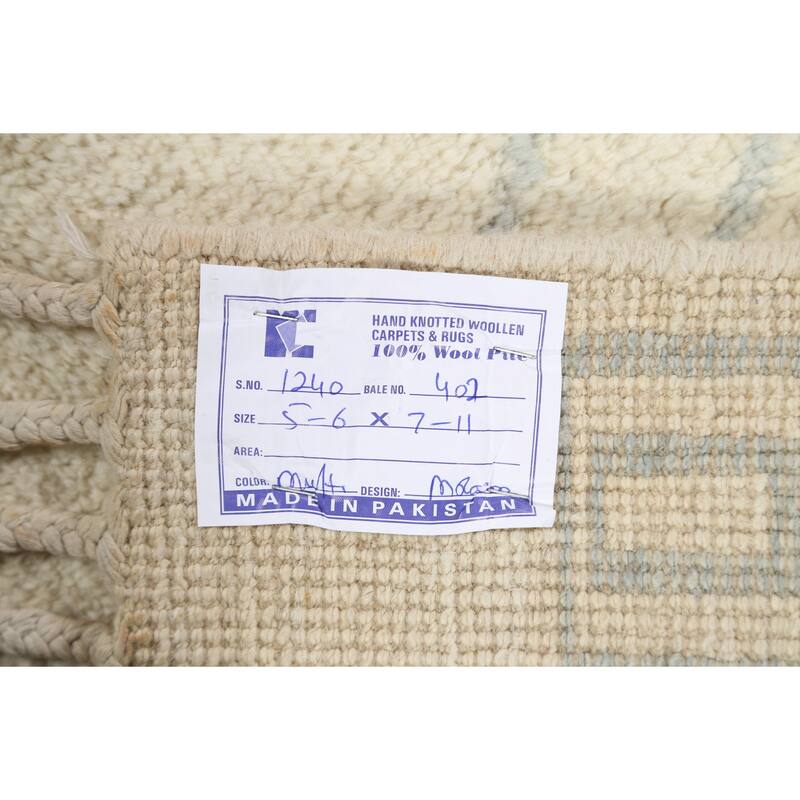 HAND KNOTTED WOOLLEN
CARPETS & RUGS
100% Wool Pile
S.NO. 1240 BALE NO. 402
SIZE 5-6 X 7-11
AREA:
COLOR: Multi DESIGN:
MADE IN PAKISTAN